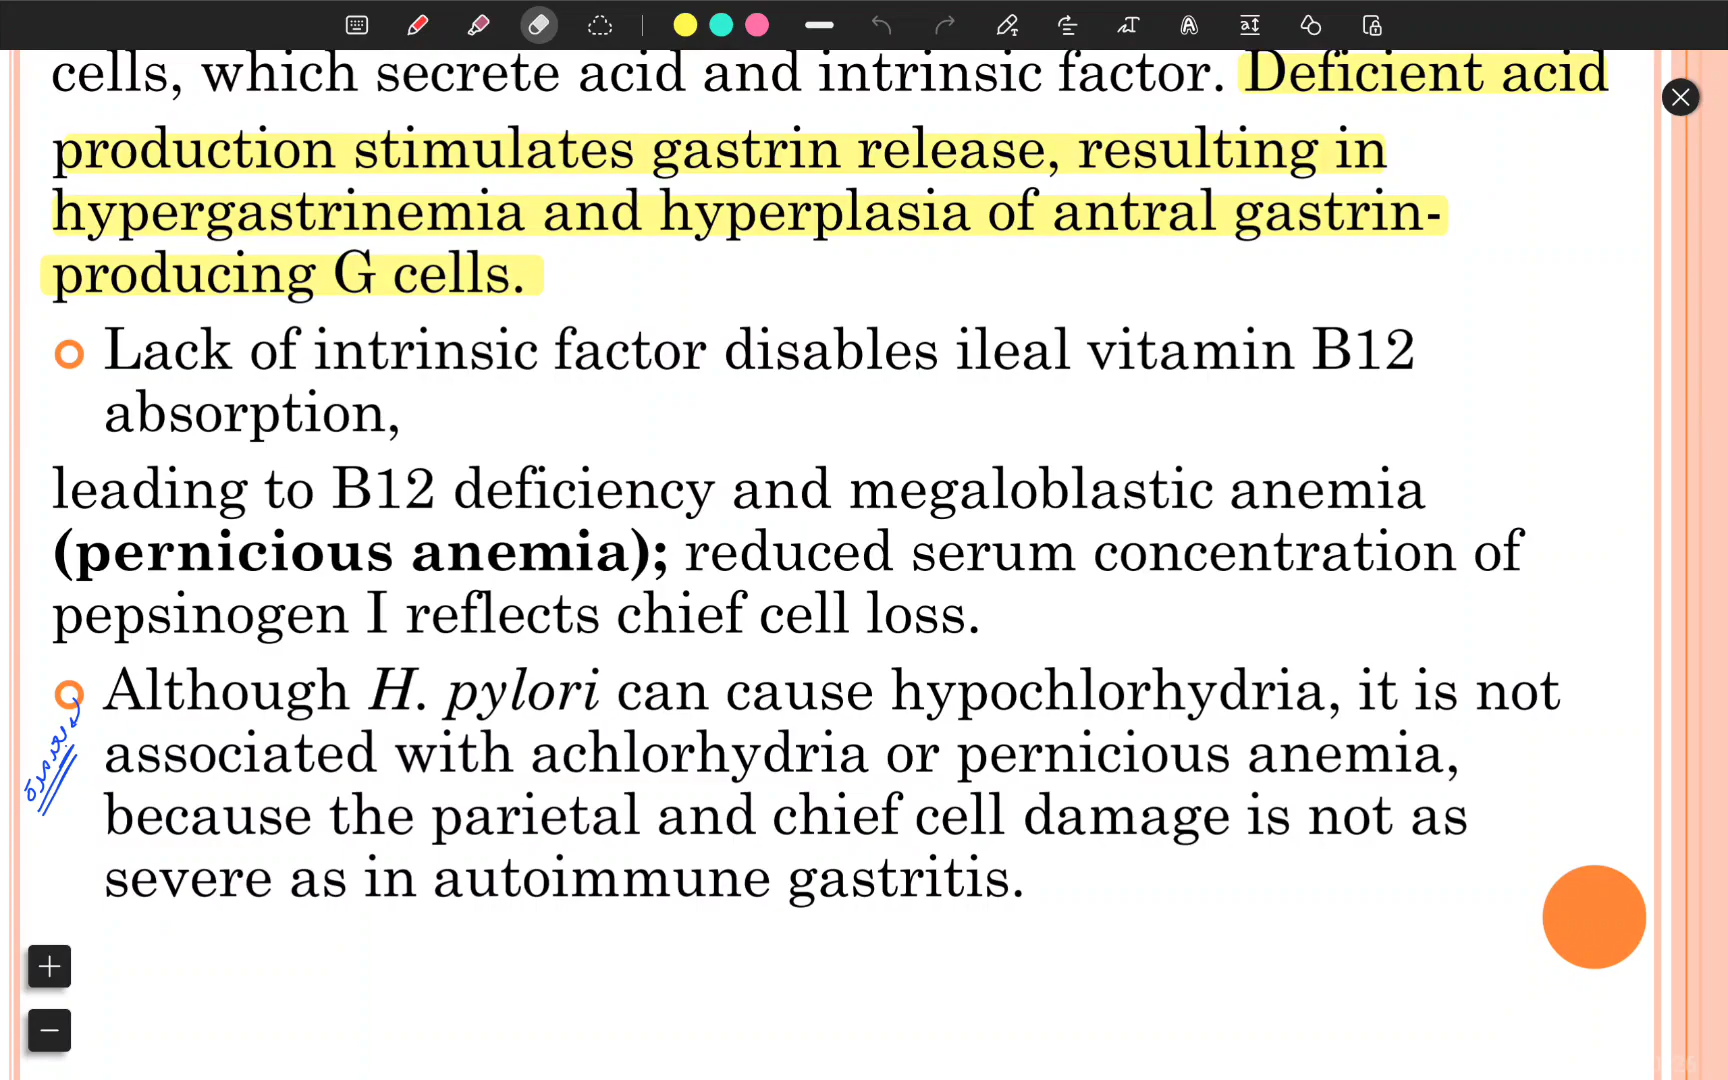 cells, which secrete acid and intrinsic factor. Deficient acid
production stimulates gastrin release, resulting in
hypergastrinemia and hyperplasia of antral gastrin-
producing G cells.
Lack of intrinsic factor disables ileal vitamin B12
absorption,
leading to B12 deficiency and megaloblastic anemia
(pernicious anemia); reduced serum concentration of
pepsinogen I reflects chief cell loss.
Although H. pylori can cause hypochlorhydria, it is not
associated with achlorhydria or pernicious anemia,
because the parietal and chief cell damage is not as
severe as in autoimmune gastritis.